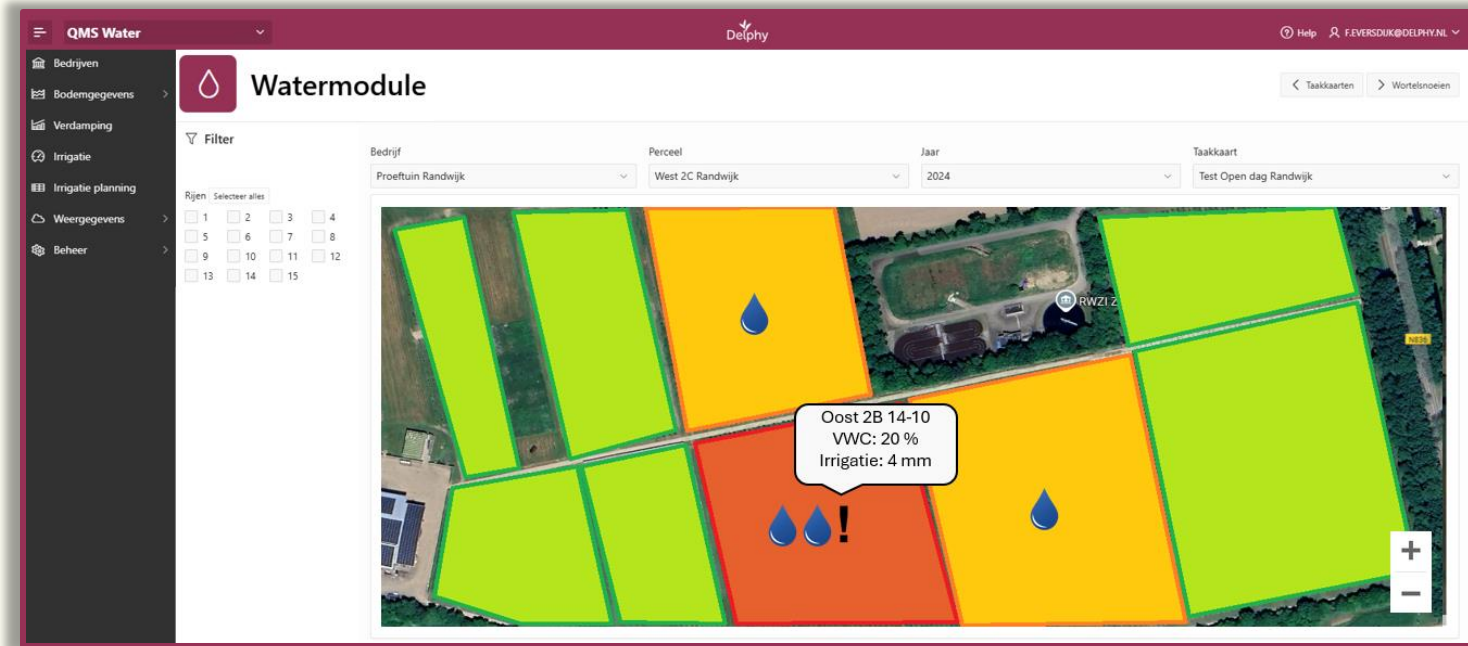 QMS Water
Delphy
Help
F.EVERSDIJK@DELPHY.NL
Bedrijven
Bodemgegevens
Verdamping
Irrigatie
Irrigatie planning
Weergegevens
Beheer
Watermodule
Taakkaarten
Wortelsnoeien
Filter
Rijen Selecteer alles
1 2 3 4
5 6 7 8
9 10 11 12
13 14 15
Bedrijf Perceel Jaar Taakkaart
Proeftuin Randwijk West 2C Randwijk 2024 Test Open dag Randwijk
RWZI 2
N836
Oost 2B 14-10
VWC: 20 %
Irrigatie: 4 mm
!
+
−